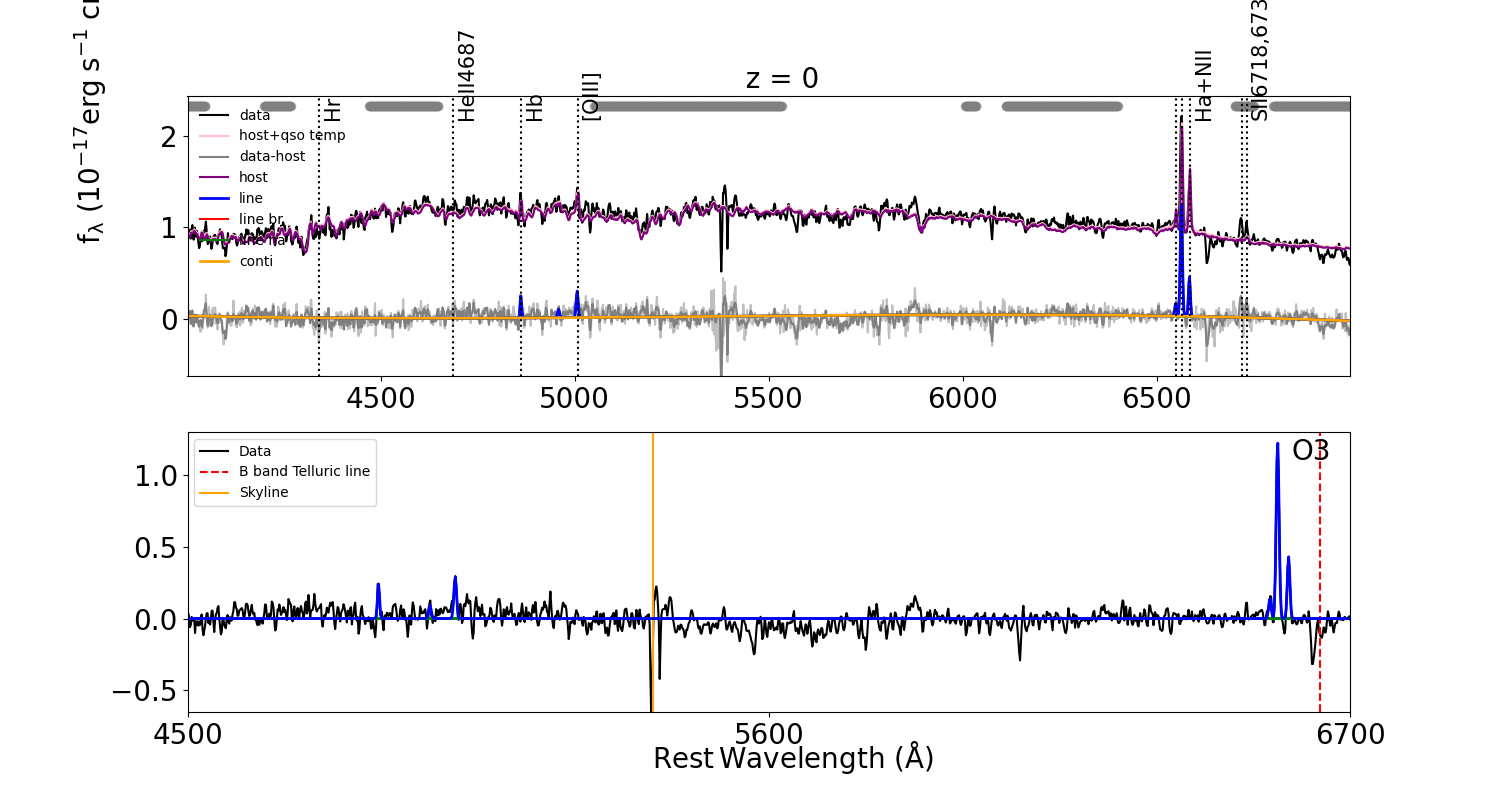 z = 0
f_λ (10^{-17} erg s^{-1} c
Hr
HeII4687
Hb
[OIII]
Ha+NII
SII6718,673
data
host+qso temp
data-host
host
line
line br
conti
2
1
0
4500
5000
5500
6000
6500
Data
B band Telluric line
Skyline
O3
1.0
0.5
0.0
−0.5
4500
5600
6700
Rest Wavelength (Å)